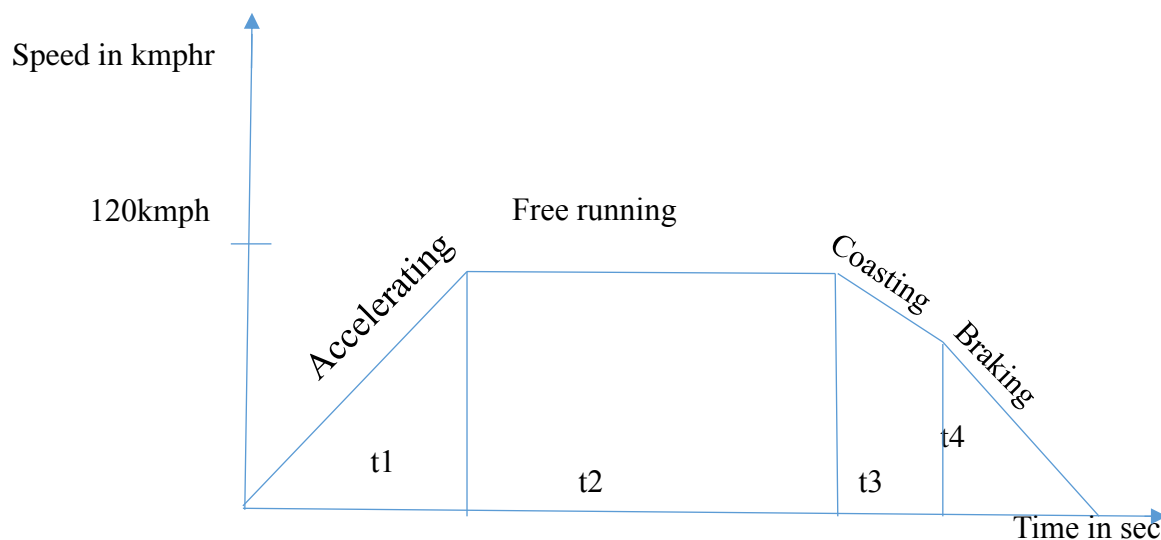 Speed in kmphr
120kmph
Free running
Accelerating
Coasting
Braking
t1
t2
t3
t4
Time in sec